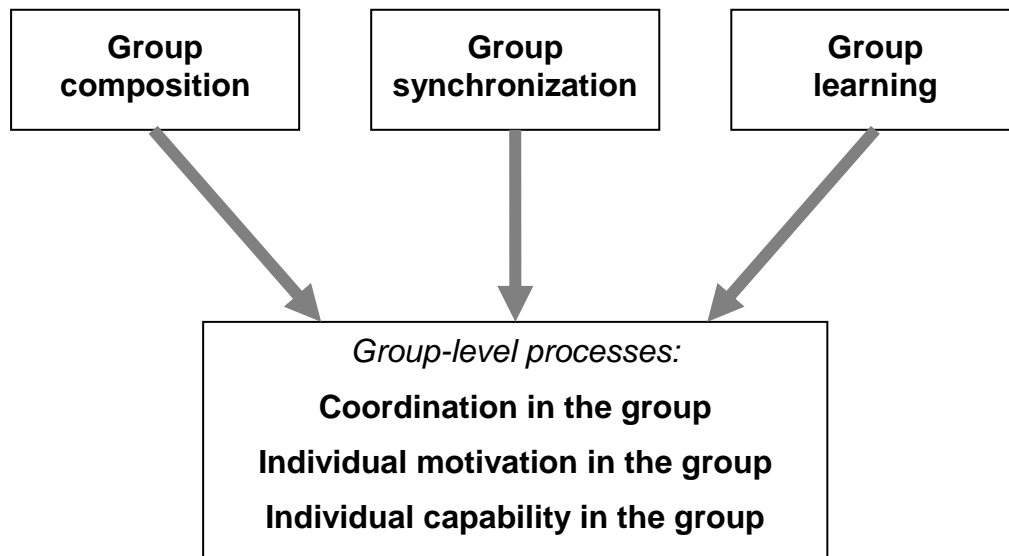 Group
composition
Group
synchronization
Group
learning
Group-level processes:
Coordination in the group
Individual motivation in the group
Individual capability in the group